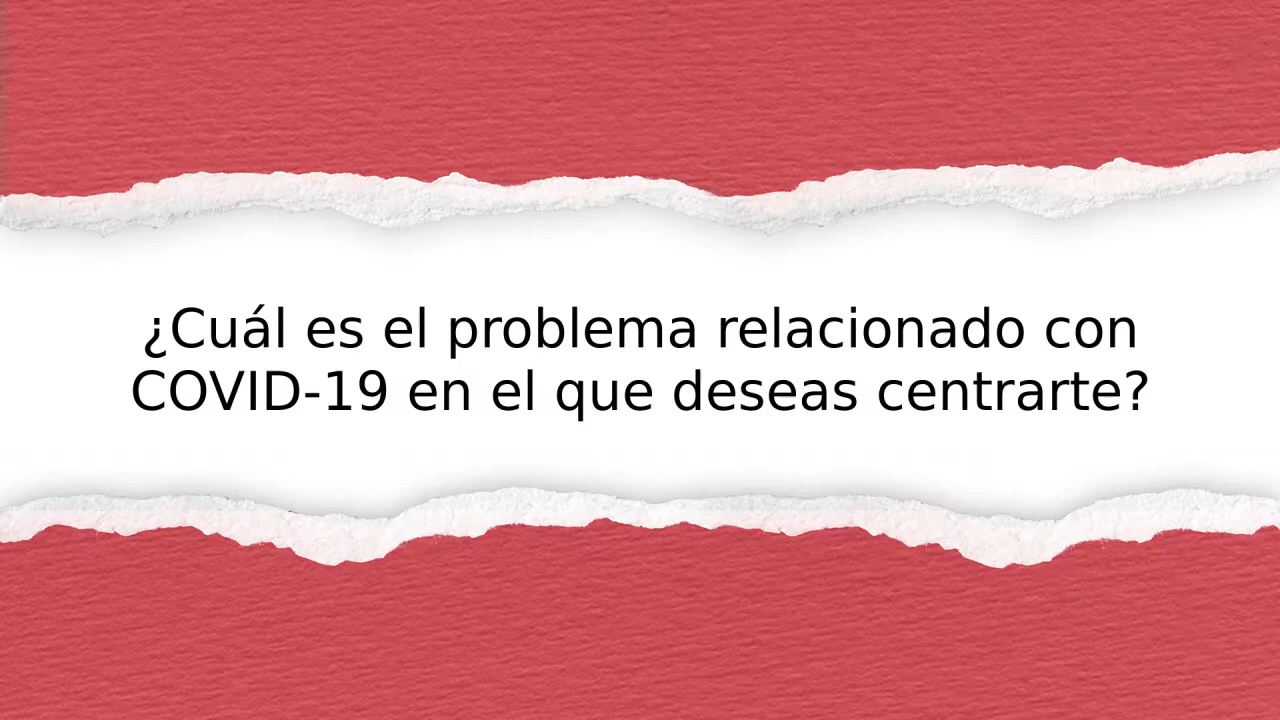 ¿Cuál es el problema relacionado con
COVID-19 en el que deseas centrarte?